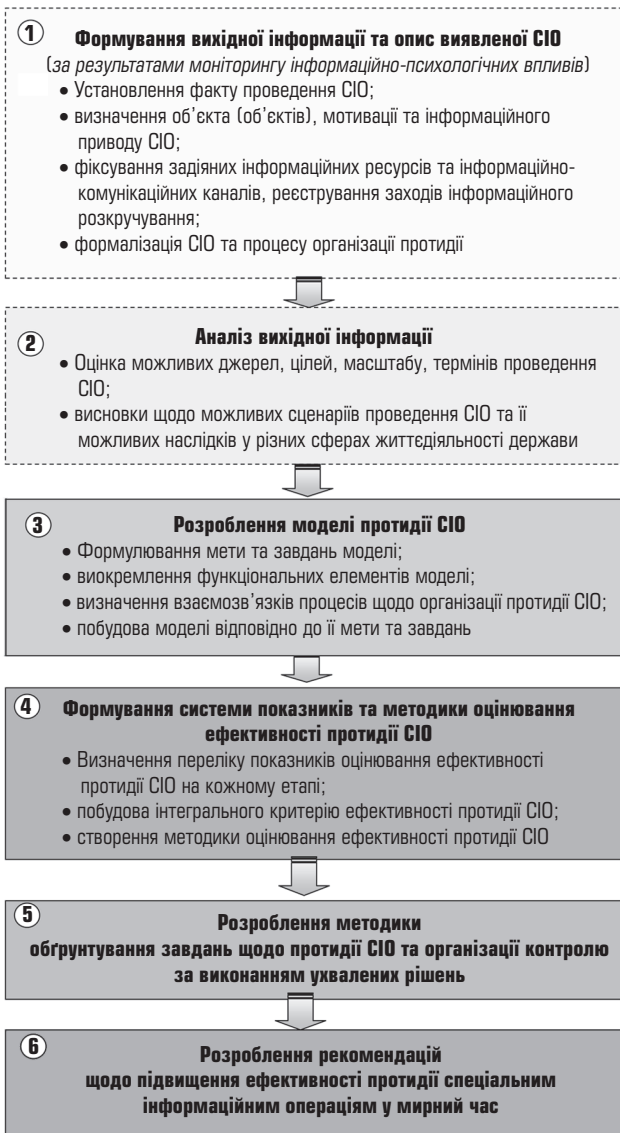 1
Формування вихідної інформації та опис виявленої СІО
(за результатами моніторингу інформаційно-психологічних впливів)
• Установлення факту проведення СІО;
• визначення об’єкта (об’єктів), мотивації та інформаційного
приводу СІО;
• фіксування задіяних інформаційних ресурсів та інформаційно-
комунікаційних каналів, реєстрування заходів інформаційного
розкручування;
• формалізація СІО та процесу організації протидії
2
Аналіз вихідної інформації
• Оцінка можливих джерел, цілей, масштабу, термінів проведення
СІО;
• висновки щодо можливих сценаріїв проведення СІО та її
можливих наслідків у різних сферах життєдіяльності держави
3
Розроблення моделі протидії СІО
• Формулювання мети та завдань моделі;
• виокремлення функціональних елементів моделі;
• визначення взаємозв’язків процесів щодо організації протидії СІО;
• побудова моделі відповідно до її мети та завдань
4
Формування системи показників та методики оцінювання
ефективності протидії СІО
• Визначення переліку показників оцінювання ефективності
протидії СІО на кожному етапі;
• побудова інтегрального критерію ефективності протидії СІО;
• створення методики оцінювання ефективності протидії СІО
5
Розроблення методики
обґрунтування завдань щодо протидії СІО та організації контролю
за виконанням ухвалених рішень
6
Розроблення рекомендацій
щодо підвищення ефективності протидії спеціальним
інформаційним операціям у мирний час